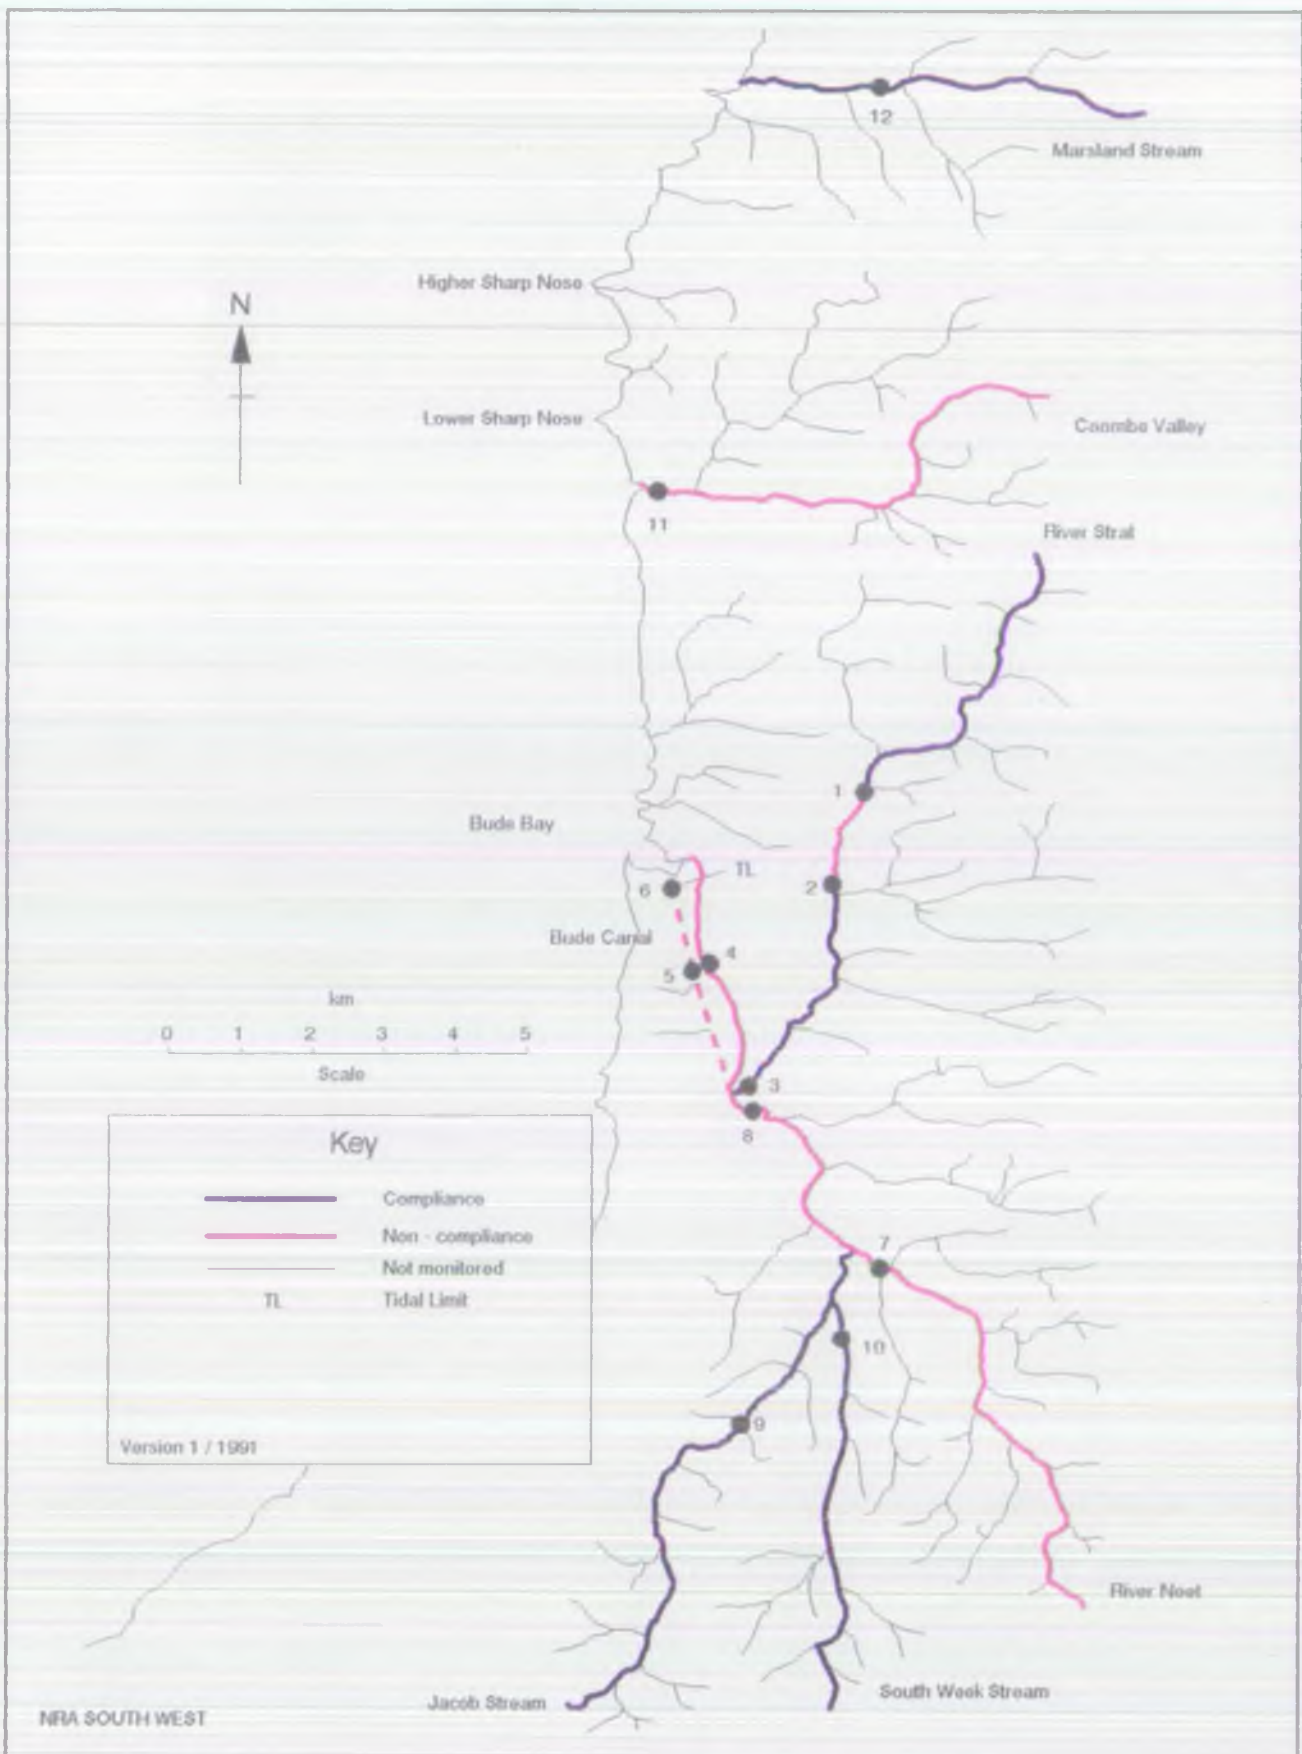 12
Marsland Stream
Higher Sharp Nose
N
Lower Sharp Nose
Coombe Valley
11
River Strat
1
Bude Bay
TL
2
6
Bude Canal
4
5
km
0 1 2 3 4 5
Scale
3
8
Key
Compliance
Non - compliance
Not monitored
TL Tidal Limit
7
10
9
Version 1 / 1991
River Neet
South Week Stream
Jacob Stream
NRA SOUTH WEST